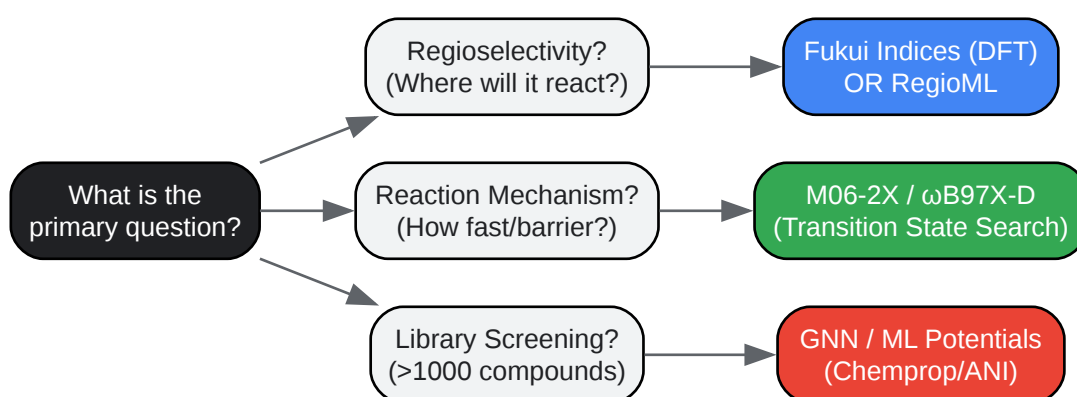 What is the
primary question?
Regioselectivity?
(Where will it react?)
Fukui Indices (DFT)
OR RegioML
Reaction Mechanism?
(How fast/barrier?)
M06-2X / ωB97X-D
(Transition State Search)
Library Screening?
(>1000 compounds)
GNN / ML Potentials
(Chemprop/ANI)